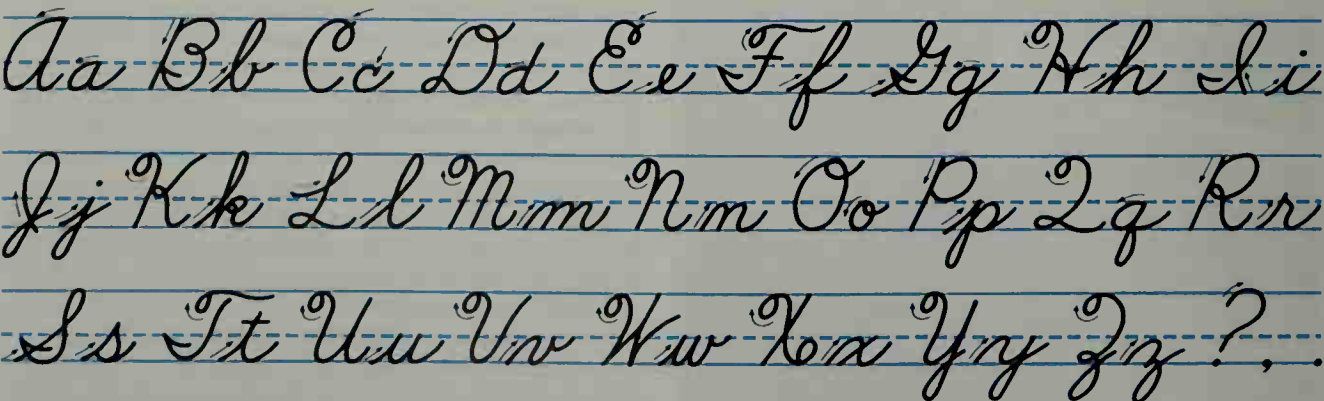 Aa Bb Cc Dd Ee Ff Gg Hh Ii
Jj Kk Ll Mm Nn Oo Pp Qq Rr
Ss Tt Uu Vv Ww Xx Yy Zz ? , .